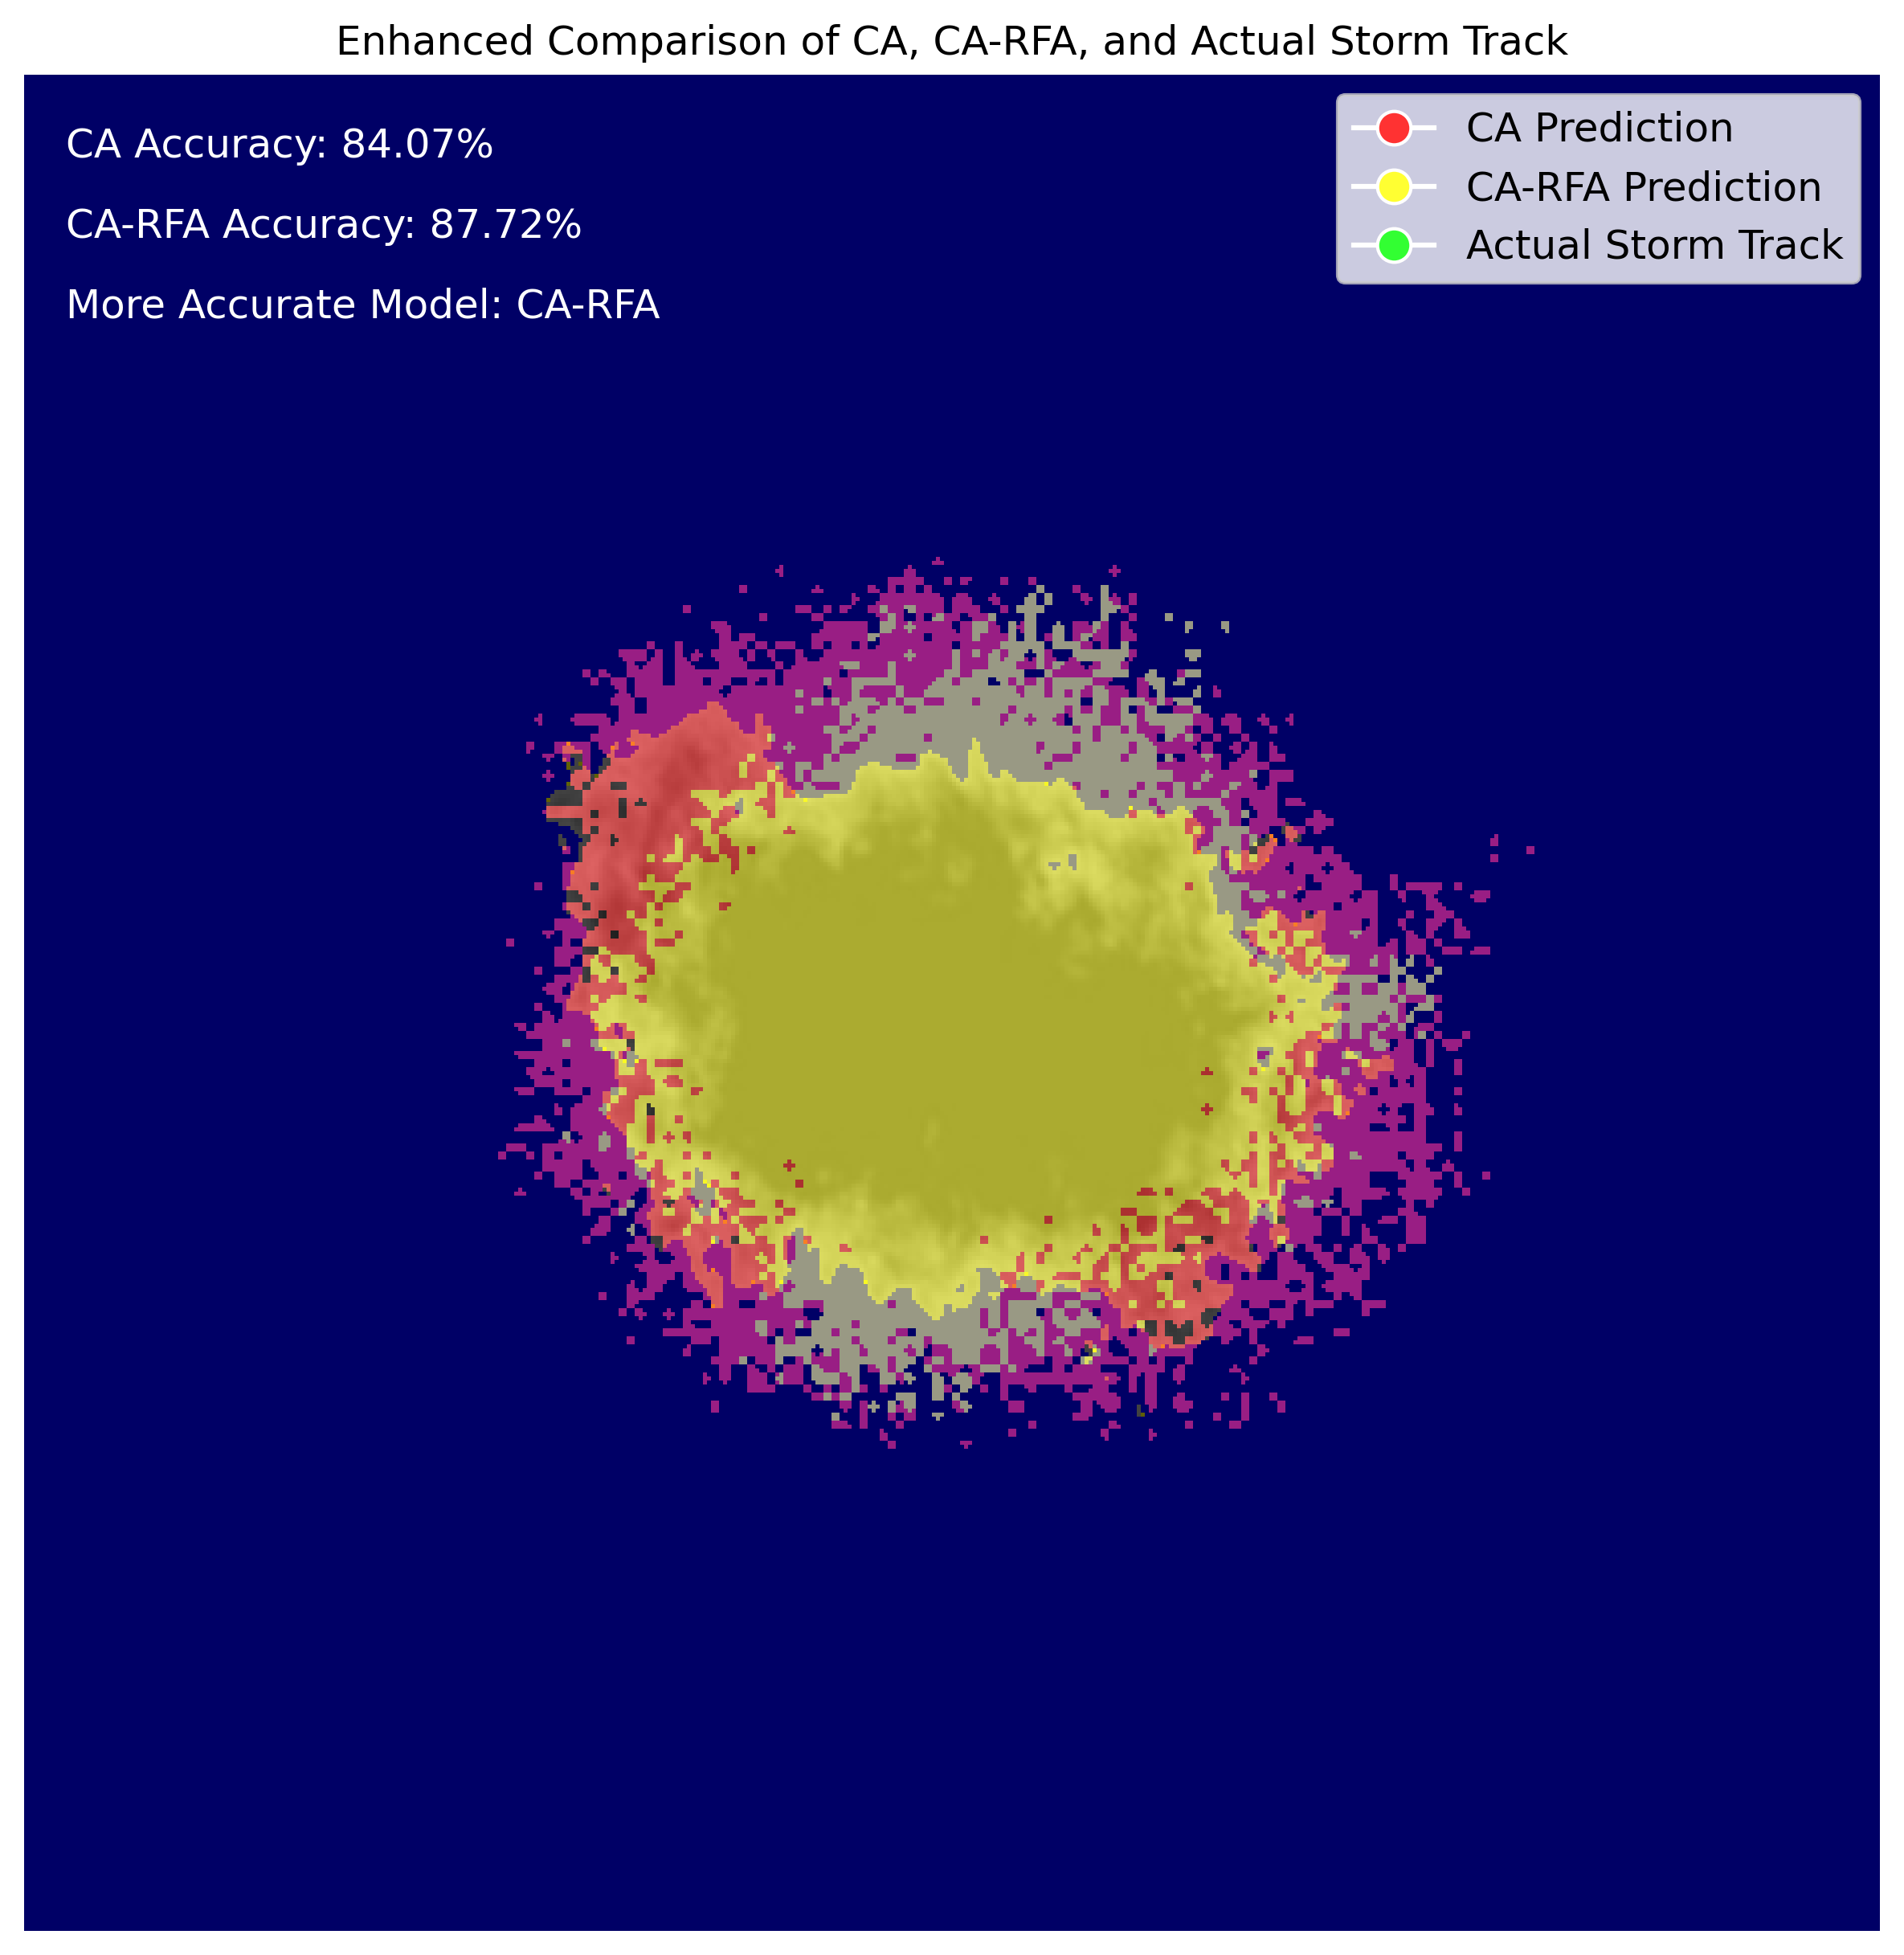 Enhanced Comparison of CA, CA-RFA, and Actual Storm Track
CA Accuracy: 84.07%
CA-RFA Accuracy: 87.72%
More Accurate Model: CA-RFA
CA Prediction
CA-RFA Prediction
Actual Storm Track